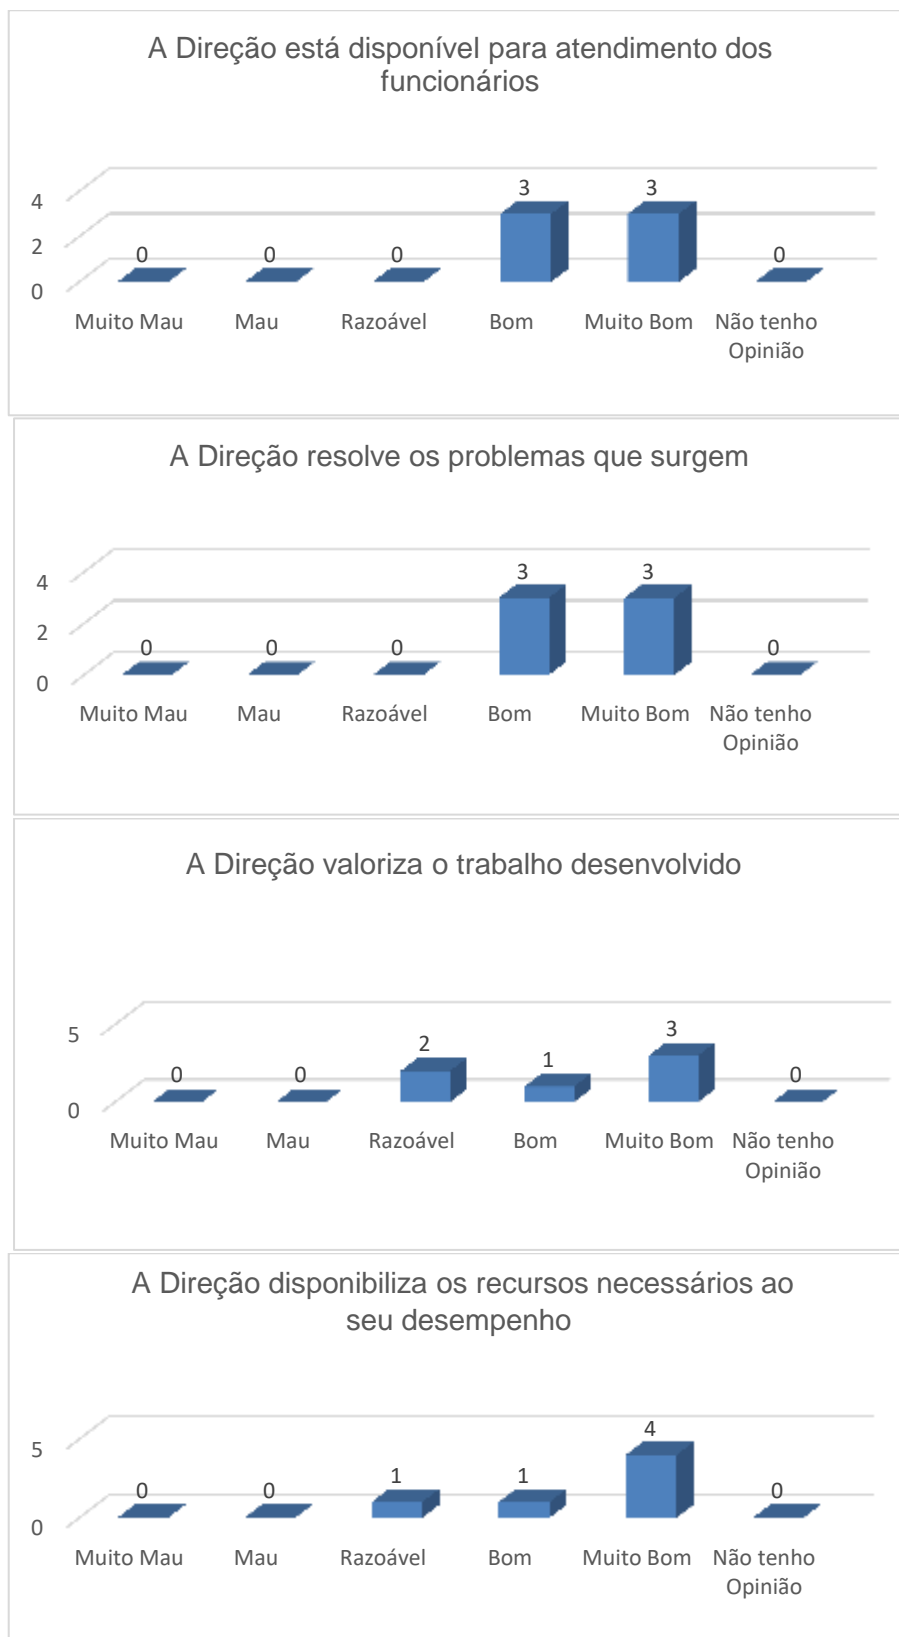 A Direção está disponível para atendimento dos
funcionários
4
2
0
0
0
0
3
3
0
Muito Mau
Mau
Razoável
Bom
Muito Bom
Não tenho
Opinião
A Direção resolve os problemas que surgem
4
2
0
0
0
0
3
3
0
Muito Mau
Mau
Razoável
Bom
Muito Bom
Não tenho
Opinião
A Direção valoriza o trabalho desenvolvido
5
0
0
0
2
1
3
0
Muito Mau
Mau
Razoável
Bom
Muito Bom
Não tenho
Opinião
A Direção disponibiliza os recursos necessários ao
seu desempenho
5
0
0
0
1
1
4
0
Muito Mau
Mau
Razoável
Bom
Muito Bom
Não tenho
Opinião